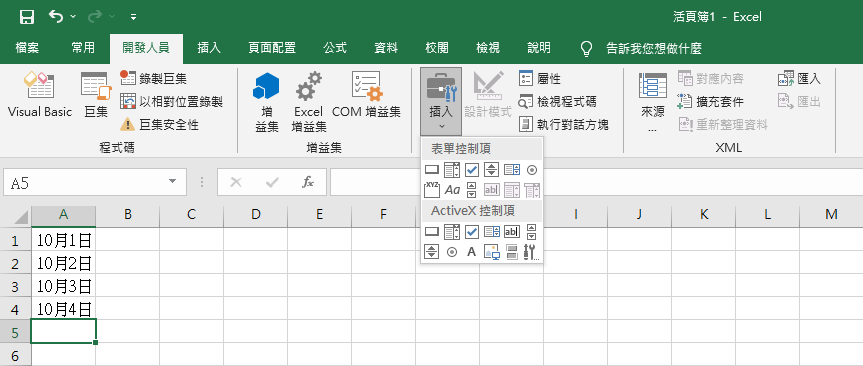 活頁簿1 - Excel
檔案 常用 開發人員 插入 頁面配置 公式 資料 校閱 檢視 說明 告訴我您想做什麼
Visual Basic 巨集 錄製巨集 以相對位置錄製 巨集安全性
程式碼
增益集 Excel 增益集 COM 增益集
增益集
插入 設計模式 屬性 檢視程式碼 執行對話方塊
來源... 對應內容 擴充套件 重新整理資料 匯入 匯出
XML
表單控制項
XYZ Aa ab|
ActiveX 控制項
ab| A
A5 fx
A B C D E F I J K L M
1 10月1日
2 10月2日
3 10月3日
4 10月4日
5
6